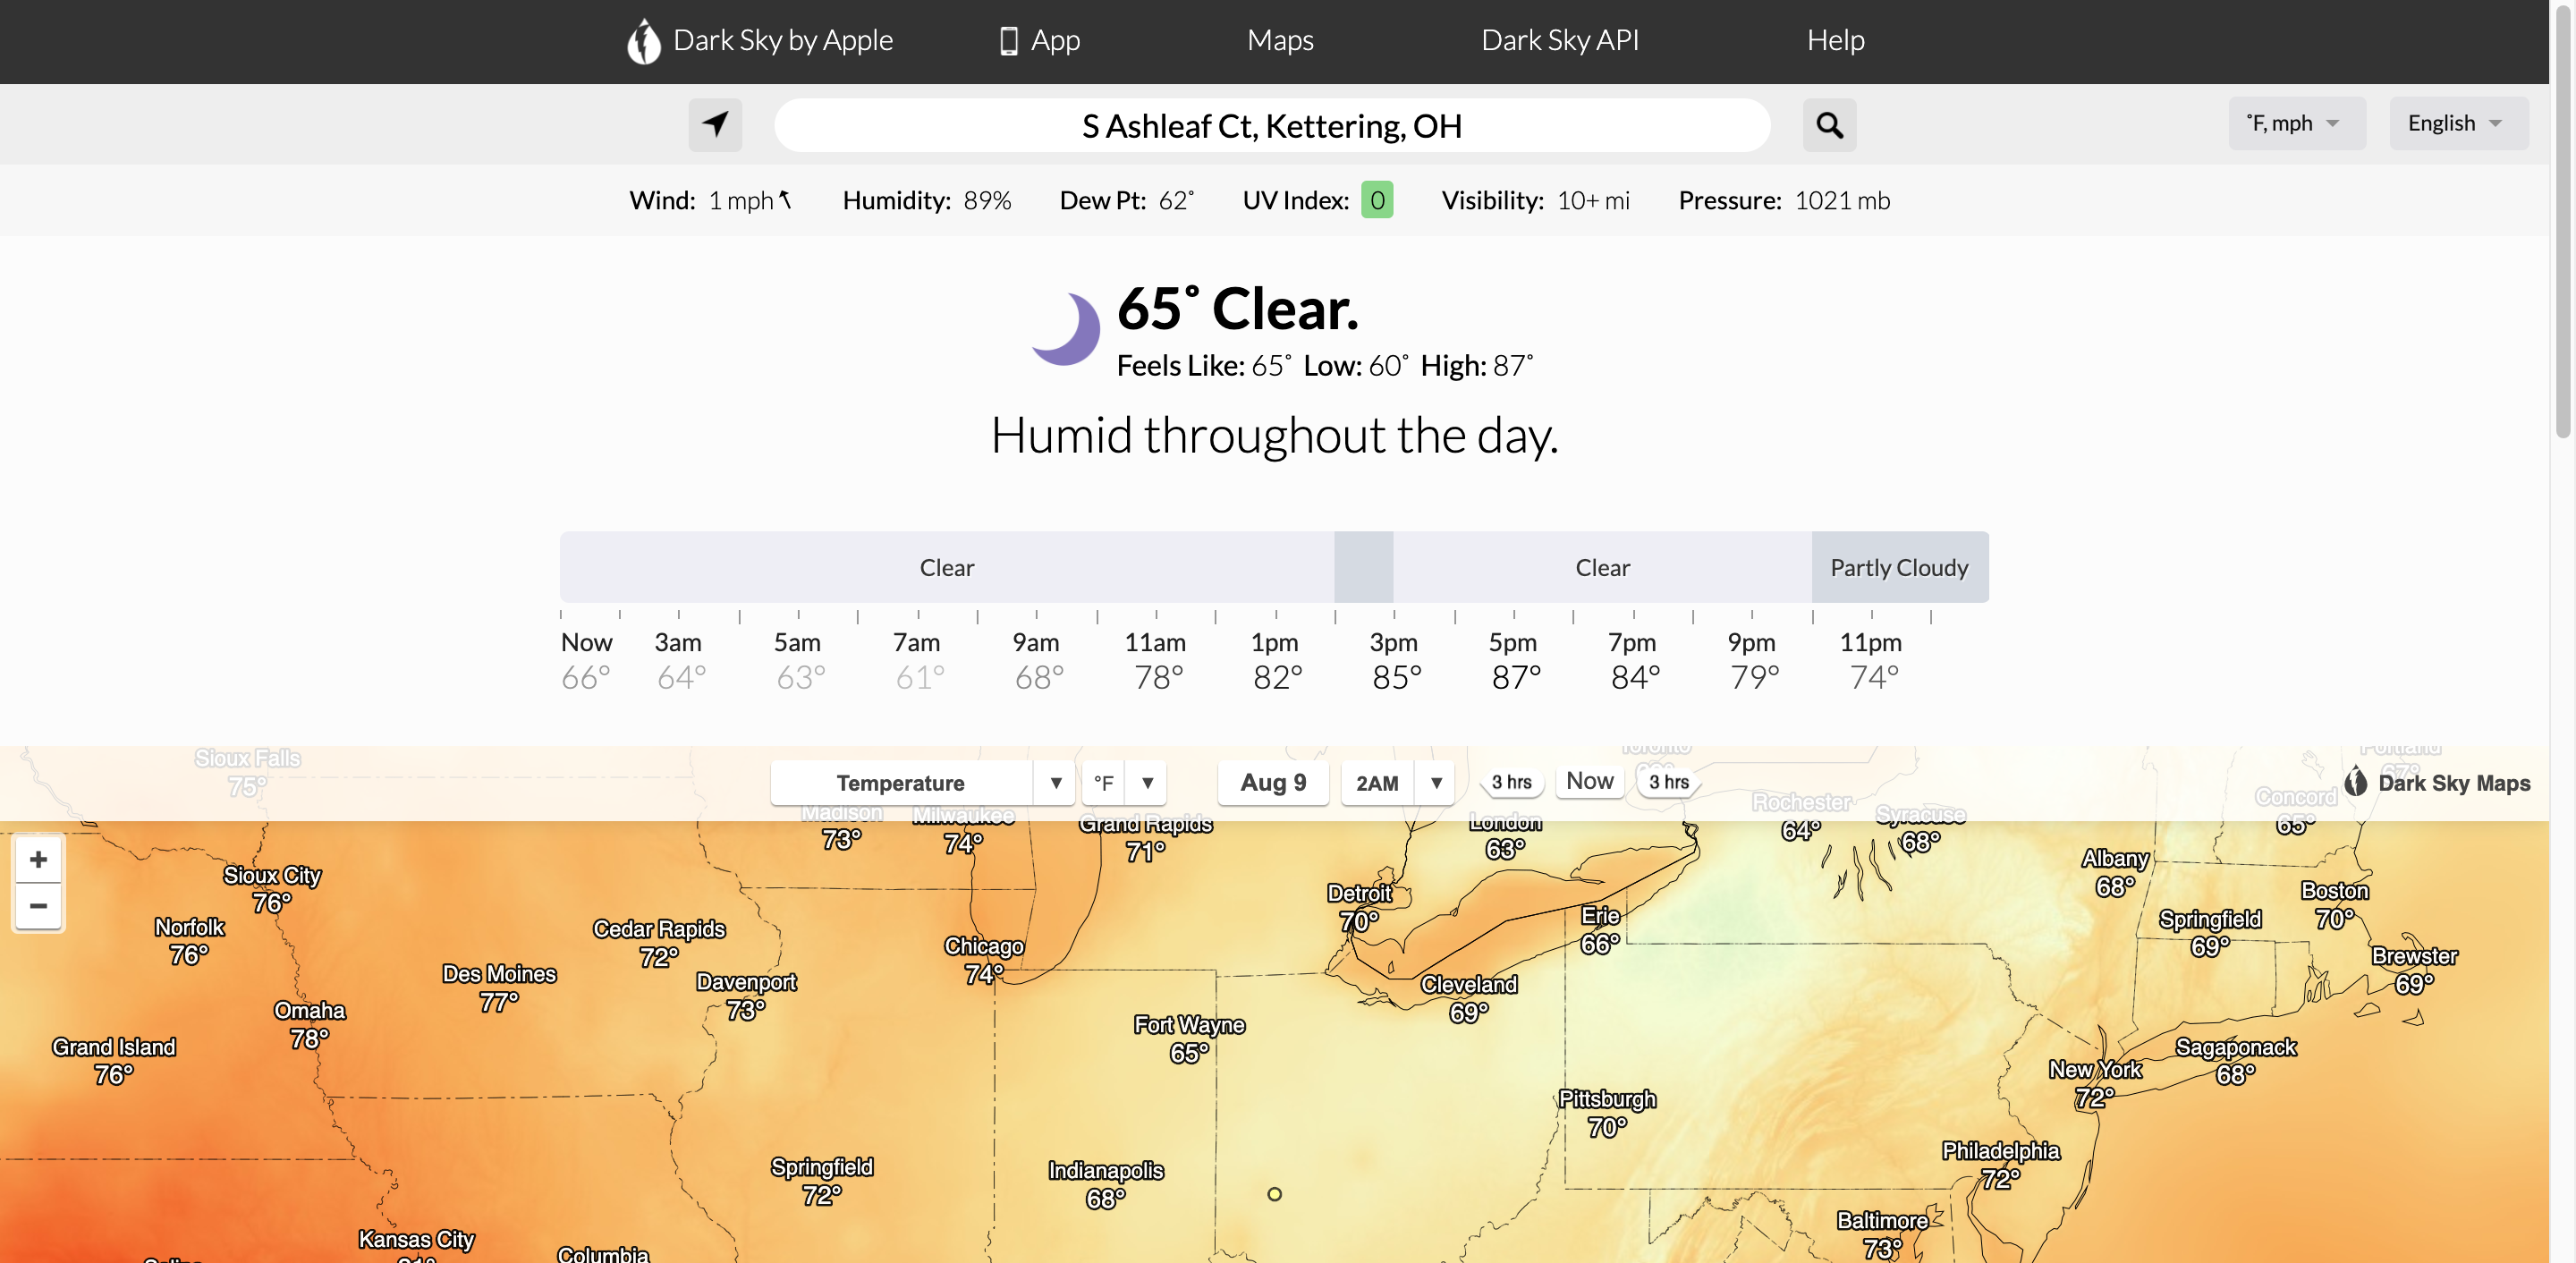 Dark Sky by Apple App Maps Dark Sky API Help
S Ashleaf Ct, Kettering, OH
˚F, mph English
Wind: 1 mph Humidity: 89% Dew Pt: 62˚ UV Index: 0 Visibility: 10+ mi Pressure: 1021 mb
65˚ Clear.
Feels Like: 65˚ Low: 60˚ High: 87˚
Humid throughout the day.
Clear Clear Partly Cloudy
Now 3am 5am 7am 9am 11am 1pm 3pm 5pm 7pm 9pm 11pm
66° 64° 63° 61° 68° 78° 82° 85° 87° 84° 79° 74°
Toronto
Portland
67°
Sioux Falls
75°
Temperature °F Aug 9 2AM 3 hrs Now 3 hrs
Dark Sky Maps
Madison
73°
Milwaukee
74°
Grand Rapids
71°
London
63°
Rochester
64°
Syracuse
68°
Concord
65°
+
−
Sioux City
76°
Norfolk
76°
Cedar Rapids
72°
Chicago
74°
Detroit
70°
Erie
66°
Albany
68°
Springfield
69°
Boston
70°
Brewster
69°
Des Moines
77°
Davenport
73°
Cleveland
69°
Omaha
78°
Fort Wayne
65°
Grand Island
76°
Sagaponack
68°
New York
72°
Pittsburgh
70°
Philadelphia
72°
Springfield
72°
Indianapolis
68°
Baltimore
73°
Kansas City
Columbia